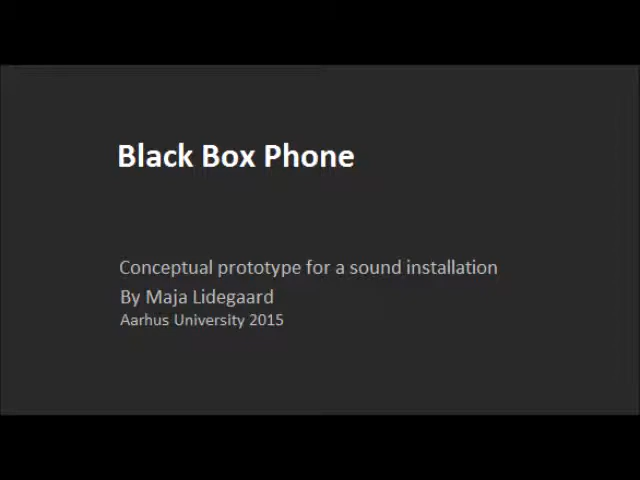 Black Box Phone
Conceptual prototype for a sound installation
By Maja Lidegaard
Aarhus University 2015